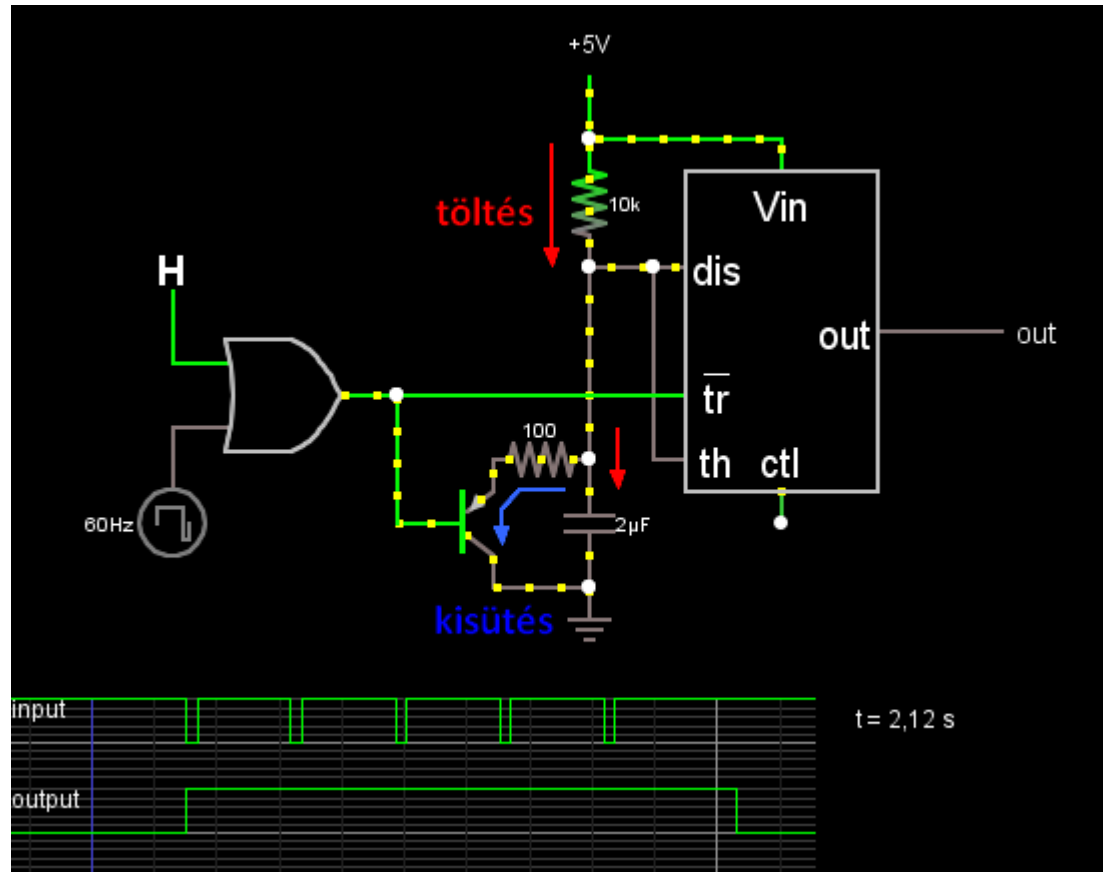 +5V
töltés
10k
Vin
H
dis
out
out
tr
100
th
ctl
60Hz
2µF
kisütés
input
t = 2,12 s
output